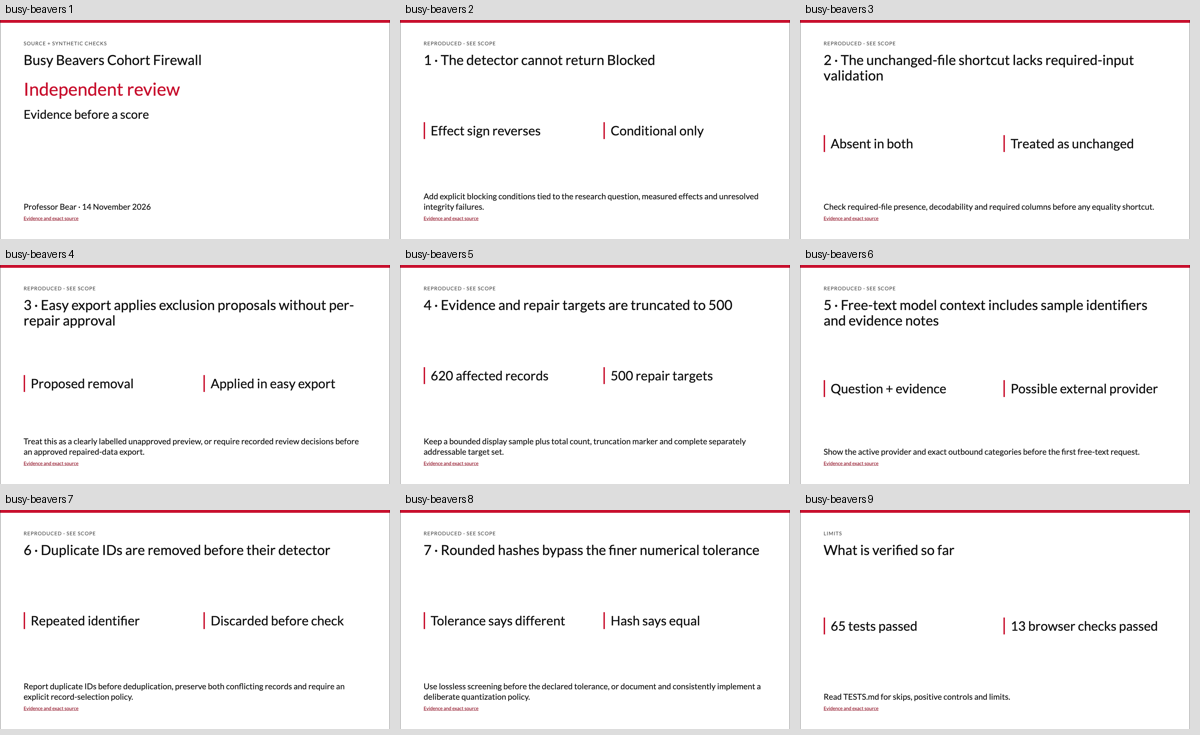 busy-beavers 1
SOURCE + SYNTHETIC CHECKS
Busy Beavers Cohort Firewall
Independent review
Evidence before a score
Professor Bear · 14 November 2026
Evidence and exact source
busy-beavers 2
REPRODUCED - SEE SCOPE
1 · The detector cannot return Blocked
Effect sign reverses
Conditional only
Add explicit blocking conditions tied to the research question, measured effects and unresolved
integrity failures.
Evidence and exact source
busy-beavers 3
REPRODUCED - SEE SCOPE
2 · The unchanged-file shortcut lacks required-input
validation
Absent in both
Treated as unchanged
Check required-file presence, decodability and required columns before any equality shortcut.
Evidence and exact source
busy-beavers 4
REPRODUCED - SEE SCOPE
3 · Easy export applies exclusion proposals without per-
repair approval
Proposed removal
Applied in easy export
Treat this as a clearly labelled unapproved preview, or require recorded review decisions before
an approved repaired-data export.
Evidence and exact source
busy-beavers 5
REPRODUCED - SEE SCOPE
4 · Evidence and repair targets are truncated to 500
620 affected records
500 repair targets
Keep a bounded display sample plus total count, truncation marker and complete separately
addressable target set.
Evidence and exact source
busy-beavers 6
REPRODUCED - SEE SCOPE
5 · Free-text model context includes sample identifiers
and evidence notes
Question + evidence
Possible external provider
Show the active provider and exact outbound categories before the first free-text request.
Evidence and exact source
busy-beavers 7
REPRODUCED - SEE SCOPE
6 · Duplicate IDs are removed before their detector
Repeated identifier
Discarded before check
Report duplicate IDs before deduplication, preserve both conflicting records and require an
explicit record-selection policy.
Evidence and exact source
busy-beavers 8
REPRODUCED - SEE SCOPE
7 · Rounded hashes bypass the finer numerical tolerance
Tolerance says different
Hash says equal
Use lossless screening before the declared tolerance, or document and consistently implement a
deliberate quantization policy.
Evidence and exact source
busy-beavers 9
LIMITS
What is verified so far
65 tests passed
13 browser checks passed
Read TESTS.md for skips, positive controls and limits.
Evidence and exact source